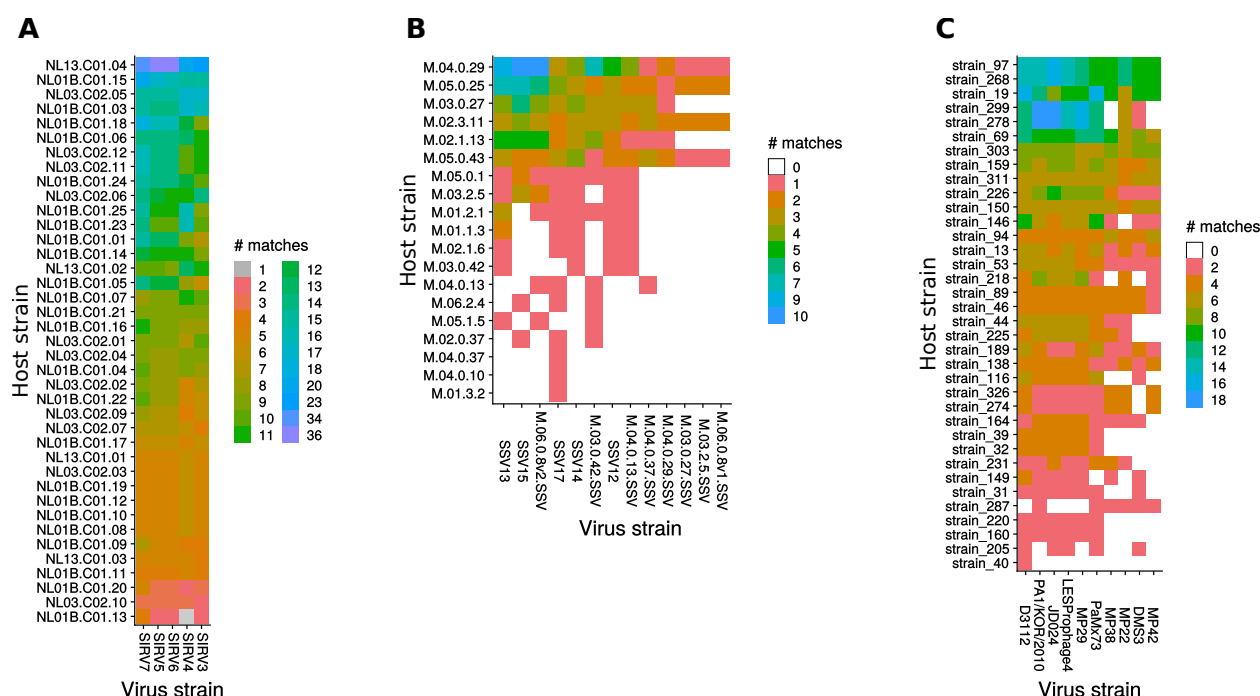 A
NL13.C01.04
NL01B.C01.15
NL03.C02.05
NL01B.C01.03
NL01B.C01.18
NL01B.C01.06
NL03.C02.12
NL03.C02.11
NL01B.C01.24
NL03.C02.06
NL01B.C01.25
NL01B.C01.23
NL01B.C01.01
NL01B.C01.14
NL13.C01.02
NL01B.C01.05
NL01B.C01.07
NL01B.C01.21
NL01B.C01.16
NL03.C02.01
NL03.C02.04
NL01B.C01.04
NL03.C02.02
NL01B.C01.22
NL03.C02.09
NL03.C02.07
NL01B.C01.17
NL13.C01.01
NL03.C02.03
NL01B.C01.19
NL01B.C01.12
NL01B.C01.10
NL01B.C01.08
NL01B.C01.09
NL13.C01.03
NL01B.C01.11
NL01B.C01.20
NL03.C02.10
NL01B.C01.13
Host strain
SIRV7
SIRV5
SIRV6
SIRV4
SIRV3
Virus strain
# matches
1 12
2 13
3 14
4 15
5 16
6 17
7 18
8 20
9 23
10 34
11 36
B
M.04.0.29
M.05.0.25
M.03.0.27
M.02.3.11
M.02.1.13
M.05.0.43
M.05.0.1
M.03.2.5
M.01.2.1
M.01.1.3
M.02.1.6
M.03.0.42
M.04.0.13
M.06.2.4
M.05.1.5
M.02.0.37
M.04.0.37
M.04.0.10
M.01.3.2
Host strain
SSV13
SSV15
M.06.0.8v2.SSV
SSV17
SSV14
M.03.0.42.SSV
SSV12
M.04.0.13.SSV
M.04.0.37.SSV
M.04.0.29.SSV
M.03.0.27.SSV
M.03.2.5.SSV
M.06.0.8v1.SSV
Virus strain
# matches
0
1
2
3
4
5
6
7
9
10
C
strain_97
strain_268
strain_19
strain_299
strain_278
strain_69
strain_303
strain_159
strain_311
strain_226
strain_150
strain_146
strain_94
strain_13
strain_53
strain_218
strain_89
strain_46
strain_44
strain_225
strain_189
strain_138
strain_116
strain_326
strain_274
strain_164
strain_39
strain_32
strain_231
strain_149
strain_31
strain_287
strain_220
strain_160
strain_205
strain_40
Host strain
D3112
PA1/KOR/2010
JD024
LESProphage4
MP29
PaMx73
MP38
MP22
DMS3
MP42
Virus strain
# matches
0
2
4
6
8
10
12
14
16
18